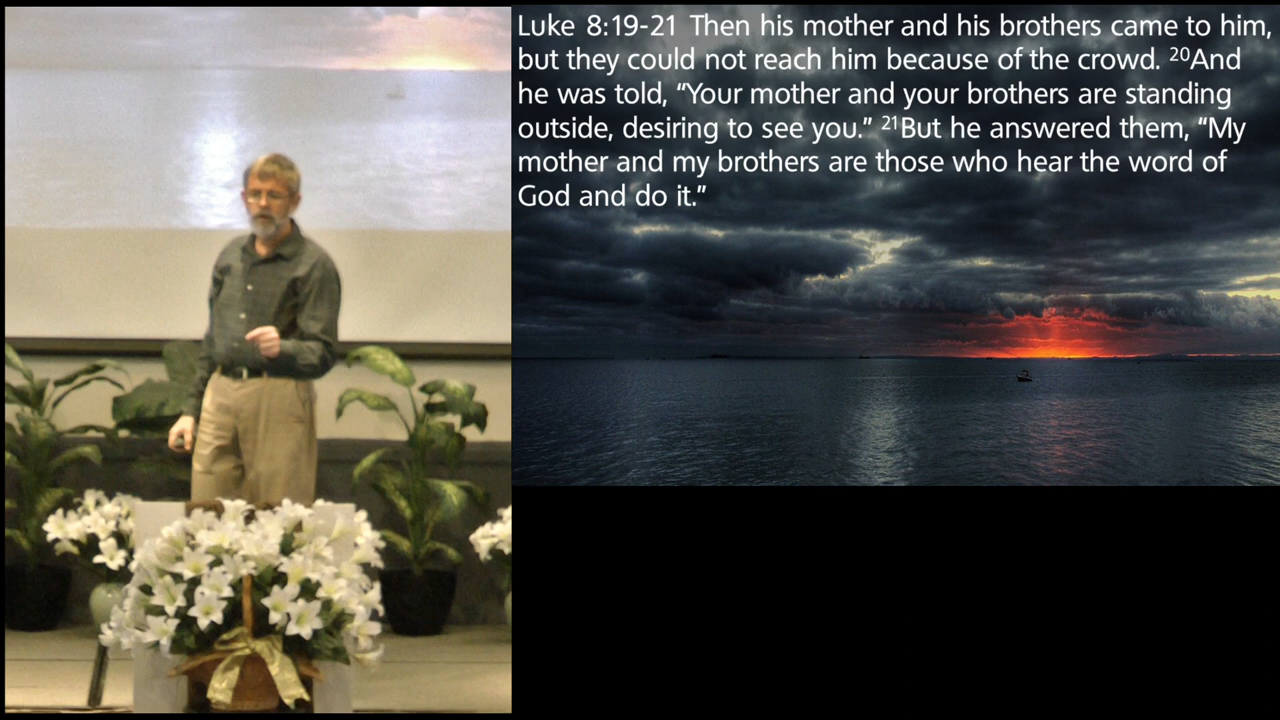 Luke 8:19-21 Then his mother and his brothers came to him,
but they could not reach him because of the crowd. ²⁰And
he was told, “Your mother and your brothers are standing
outside, desiring to see you.” ²¹But he answered them, “My
mother and my brothers are those who hear the word of
God and do it.”